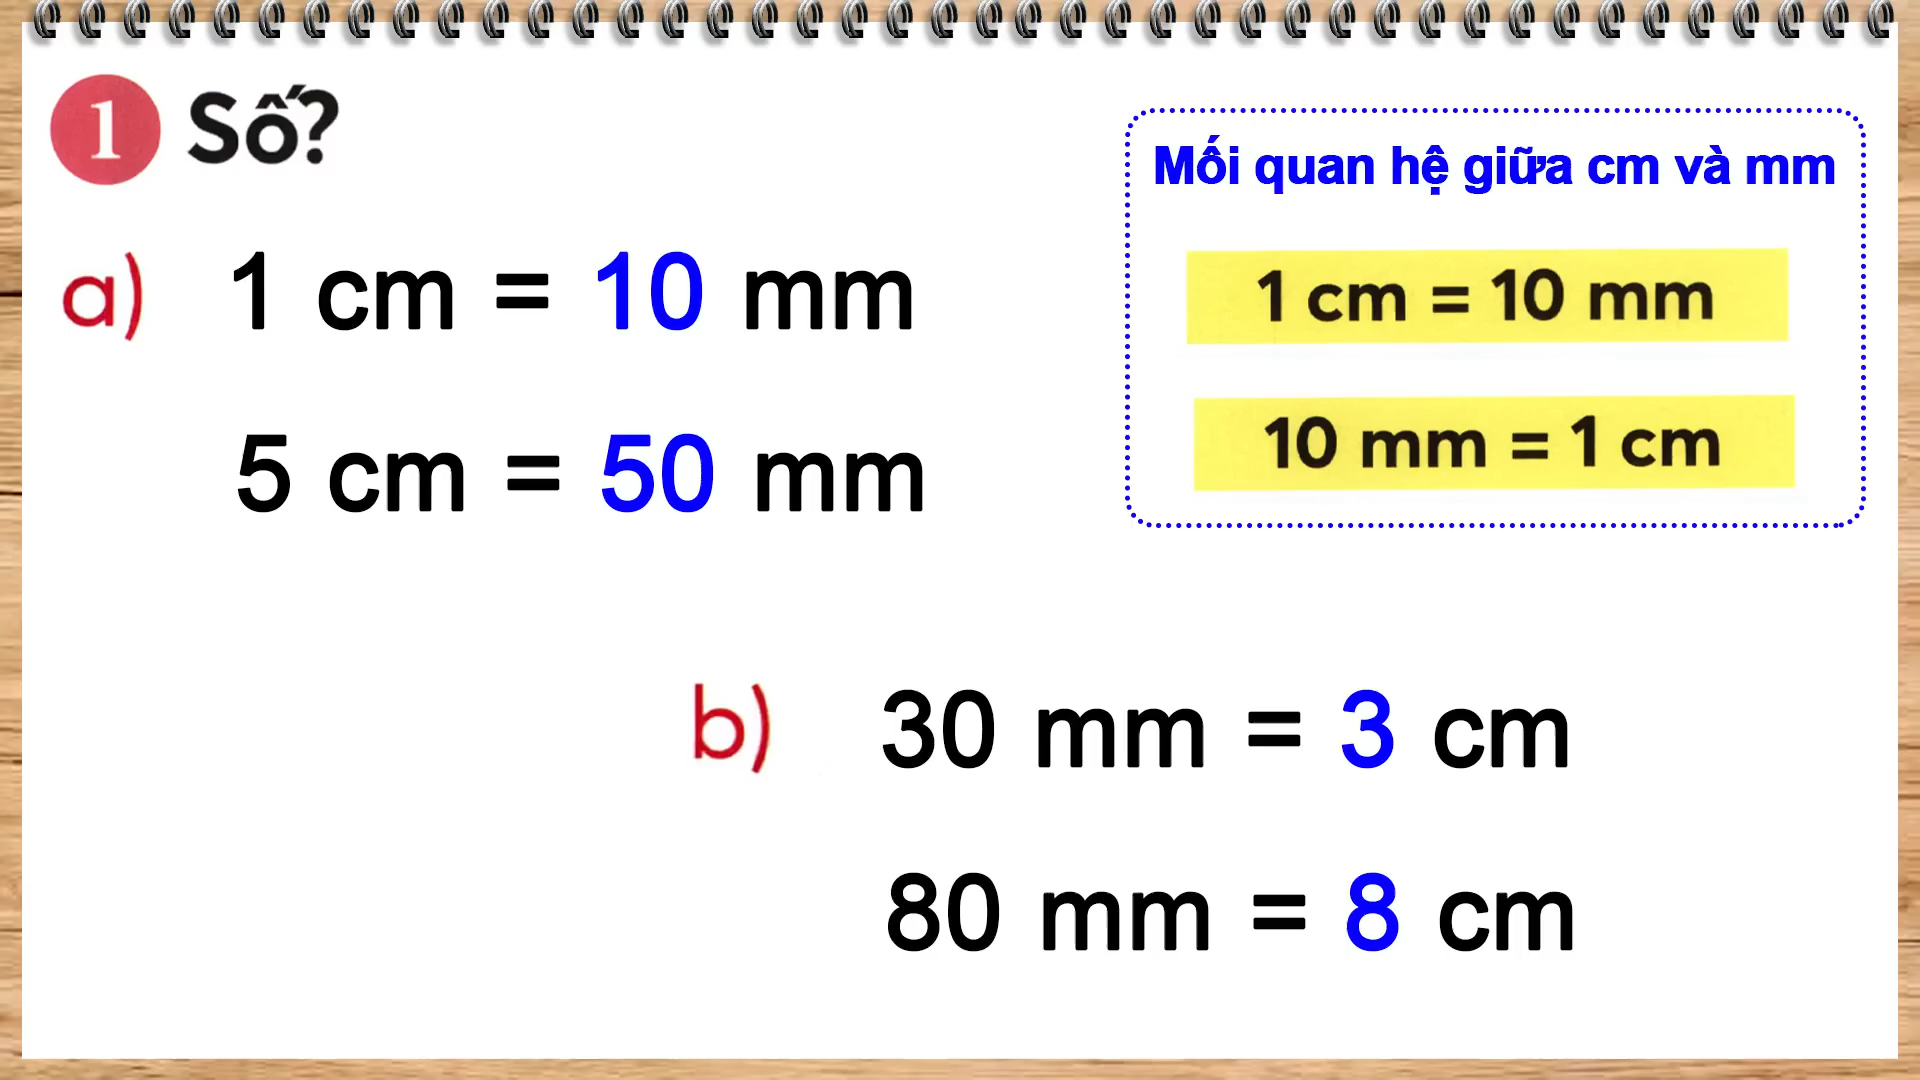 1 Số?
a) 1 cm = 10 mm
5 cm = 50 mm
Mối quan hệ giữa cm và mm
1 cm = 10 mm
10 mm = 1 cm
b) 30 mm = 3 cm
80 mm = 8 cm